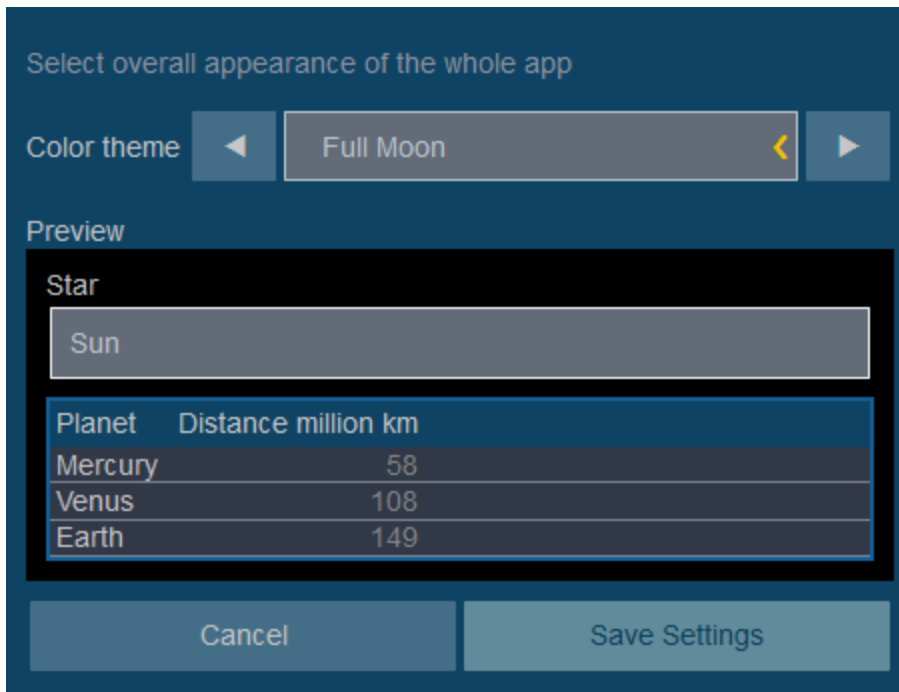 Select overall appearance of the whole app
Color theme
Full Moon
Preview
Star
Sun
Planet Distance million km
Mercury 58
Venus 108
Earth 149
Cancel Save Settings